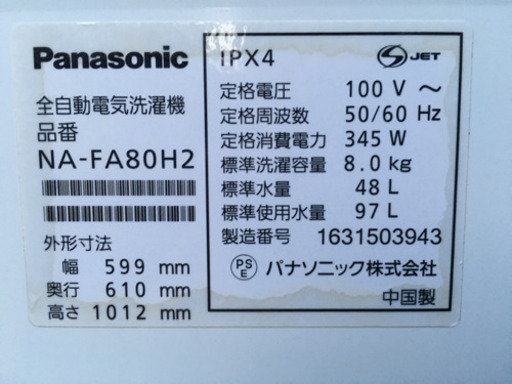 Panasonic
全自動電気洗濯機
品番
NA-FA80H2
外形寸法
幅 599 mm
奥行 610 mm
高さ 1012 mm
IPX4
S JET
定格電圧 100 V ～
定格周波数 50/60 Hz
定格消費電力 345 W
標準洗濯容量 8.0 kg
標準水量 48 L
標準使用水量 97 L
製造番号 1631503943
PS E パナソニック株式会社
中国製